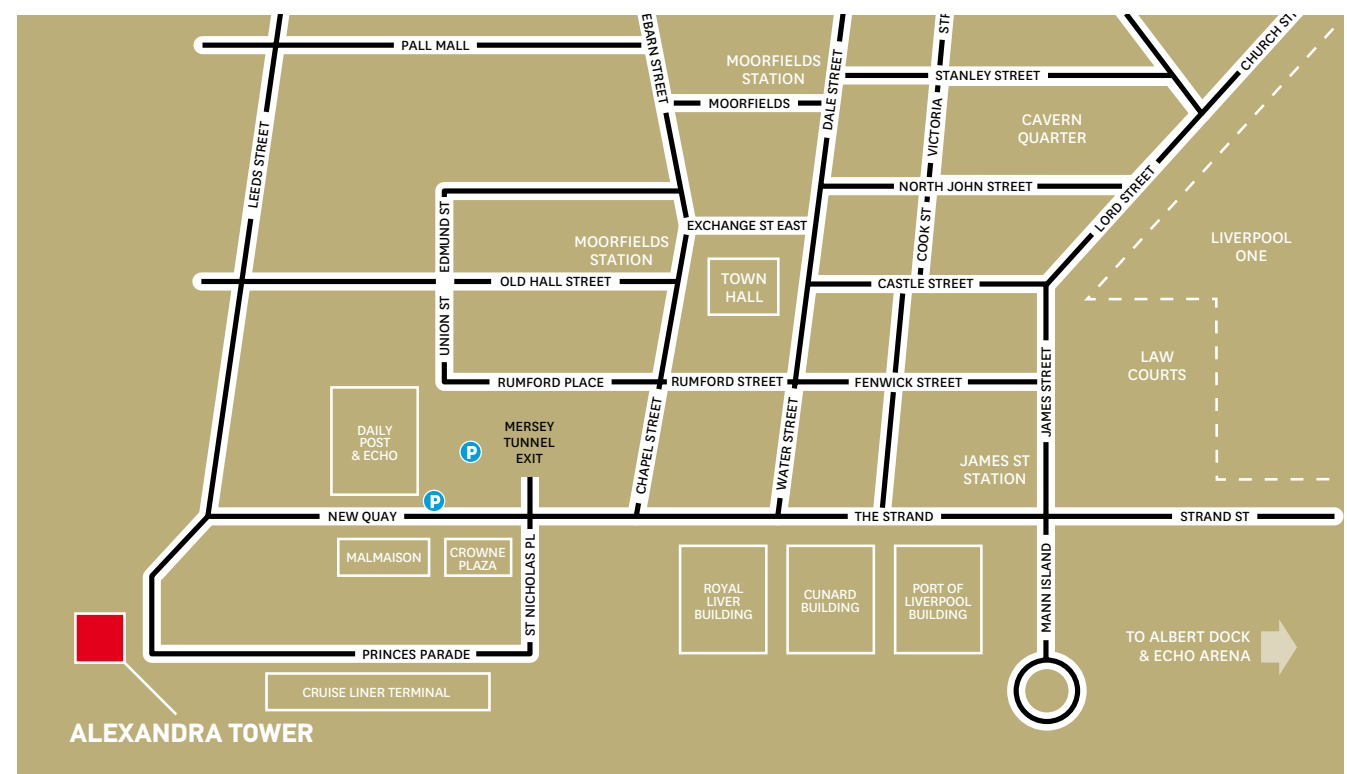 PALL MALL
EBARN STREET
MOORFIELDS
STATION
MOORFIELDS
DALE STREET
STANLEY STREET
VICTORIA STR
CHURCH ST
CAVERN
QUARTER
LEEDS STREET
NORTH JOHN STREET
LORD STREET
EDMUND ST
EXCHANGE ST EAST
COOK ST
MOORFIELDS
STATION
LIVERPOOL
ONE
OLD HALL STREET
TOWN
HALL
CASTLE STREET
UNION ST
JAMES STREET
LAW
COURTS
RUMFORD PLACE
RUMFORD STREET
FENWICK STREET
DAILY
POST
& ECHO
P
MERSEY
TUNNEL
EXIT
CHAPEL STREET
WATER STREET
JAMES ST
STATION
P
NEW QUAY
THE STRAND
STRAND ST
MALMAISON
CROWNE
PLAZA
ST NICHOLAS PL
ROYAL
LIVER
BUILDING
CUNARD
BUILDING
PORT OF
LIVERPOOL
BUILDING
MANN ISLAND
TO ALBERT DOCK
& ECHO ARENA
PRINCES PARADE
CRUISE LINER TERMINAL
ALEXANDRA TOWER